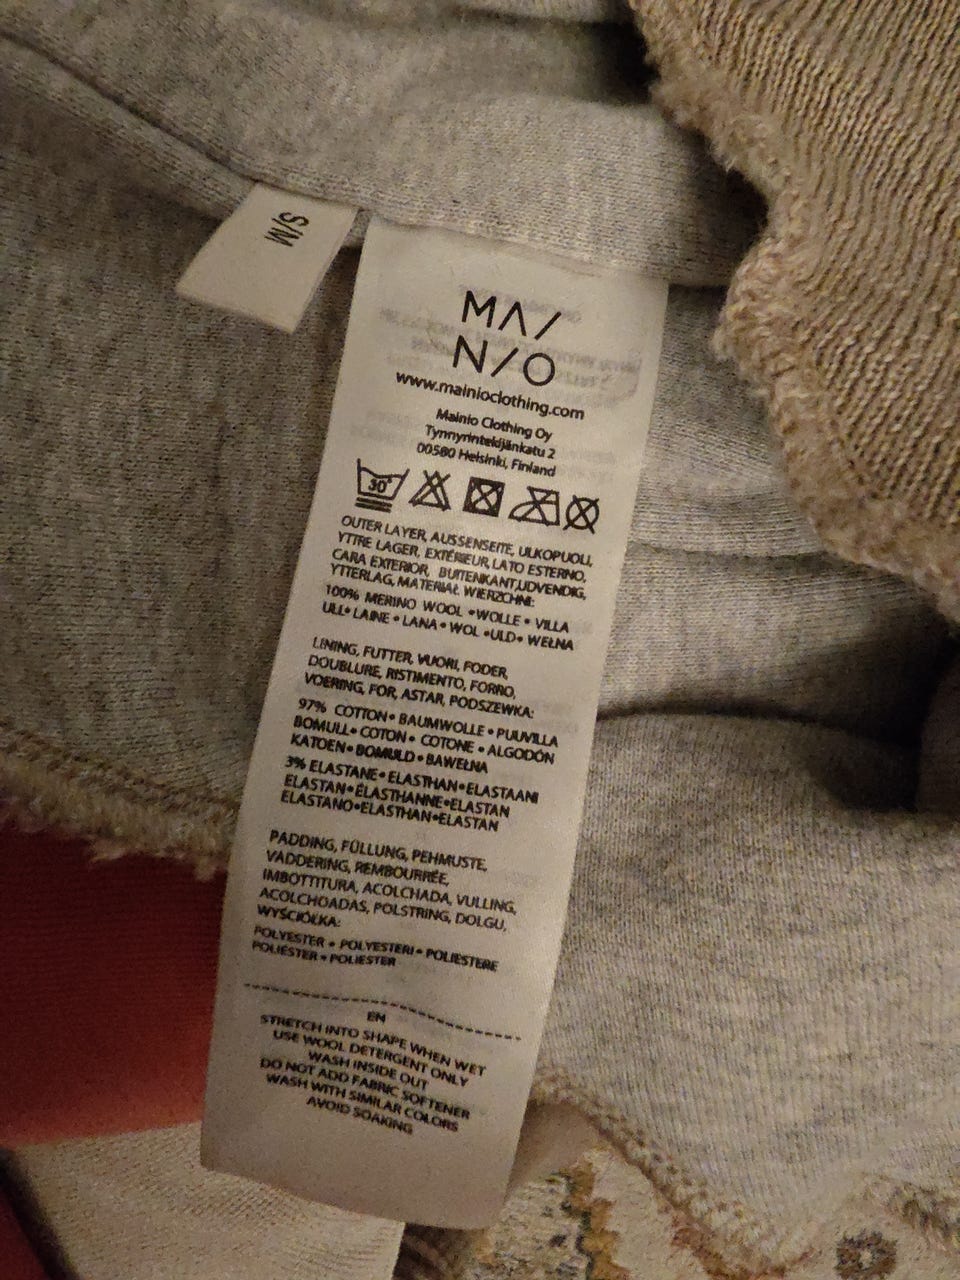 S/M
MAI
NIO
www.mainioclothing.com
Mainio Clothing Oy
Tynnyrintekijänkatu 2
00580 Helsinki, Finland
30°
OUTER LAYER, AUSSENSEITE, ULKOPUOLI,
YTTRE LAGER, EXTÉRIEUR, LATO ESTERNO,
CARA EXTERIOR, BUITENKANT,UDVENDIG,
YTTERLAG, MATERIAŁ WIERZCHNI:
100% MERINO WOOL • WOLLE • VILLA
ULL• LAINE • LANA • WOL •ULD• WEŁNA
LINING, FUTTER, VUORI, FODER,
DOUBLURE, RISTIMENTO, FORRO,
VOERING, FOR, ASTAR, PODSZEWKA:
97% COTTON• BAUMWOLLE • PUUVILLA
BOMULL• COTON • COTONE • ALGODÓN
KATOEN• BOMULD • BAWEŁNA
3% ELASTANE• ELASTHAN•ELASTAANI
ELASTAN•ÉLASTHANNE•ELASTAN
ELASTANO•ELASTHAN•ELASTAN
PADDING, FÜLLUNG, PEHMUSTE,
VADDERING, REMBOURRÉE,
IMBOTTITURA, ACOLCHADA, VULLING,
ACOLCHOADAS, POLSTRING, DOLGU,
WYŚCIÓŁKA:
POLYESTER • POLYESTERI • POLIESTERE
POLIÉSTER • POLIESTER
EN
STRETCH INTO SHAPE WHEN WET
USE WOOL DETERGENT ONLY
WASH INSIDE OUT
DO NOT ADD FABRIC SOFTENER
WASH WITH SIMILAR COLORS
AVOID SOAKING